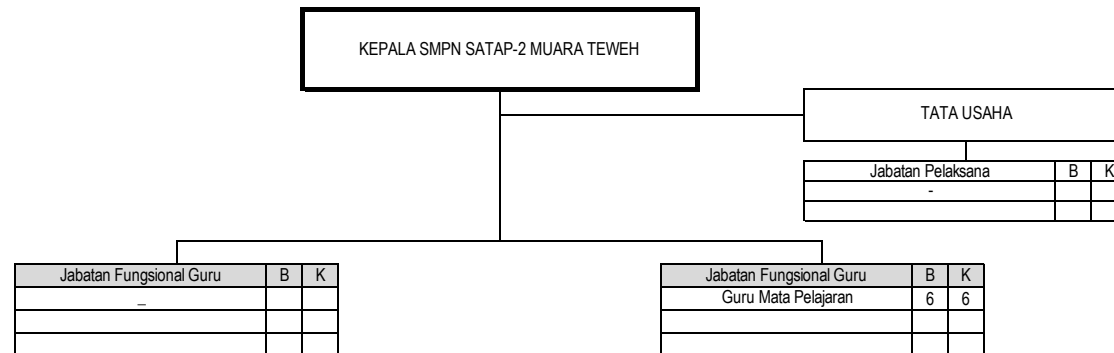 KEPALA SMPN SATAP-2 MUARA TEWEH
TATA USAHA
Jabatan Pelaksana B K
-
Jabatan Fungsional Guru B K
_
Jabatan Fungsional Guru B K
Guru Mata Pelajaran 6 6